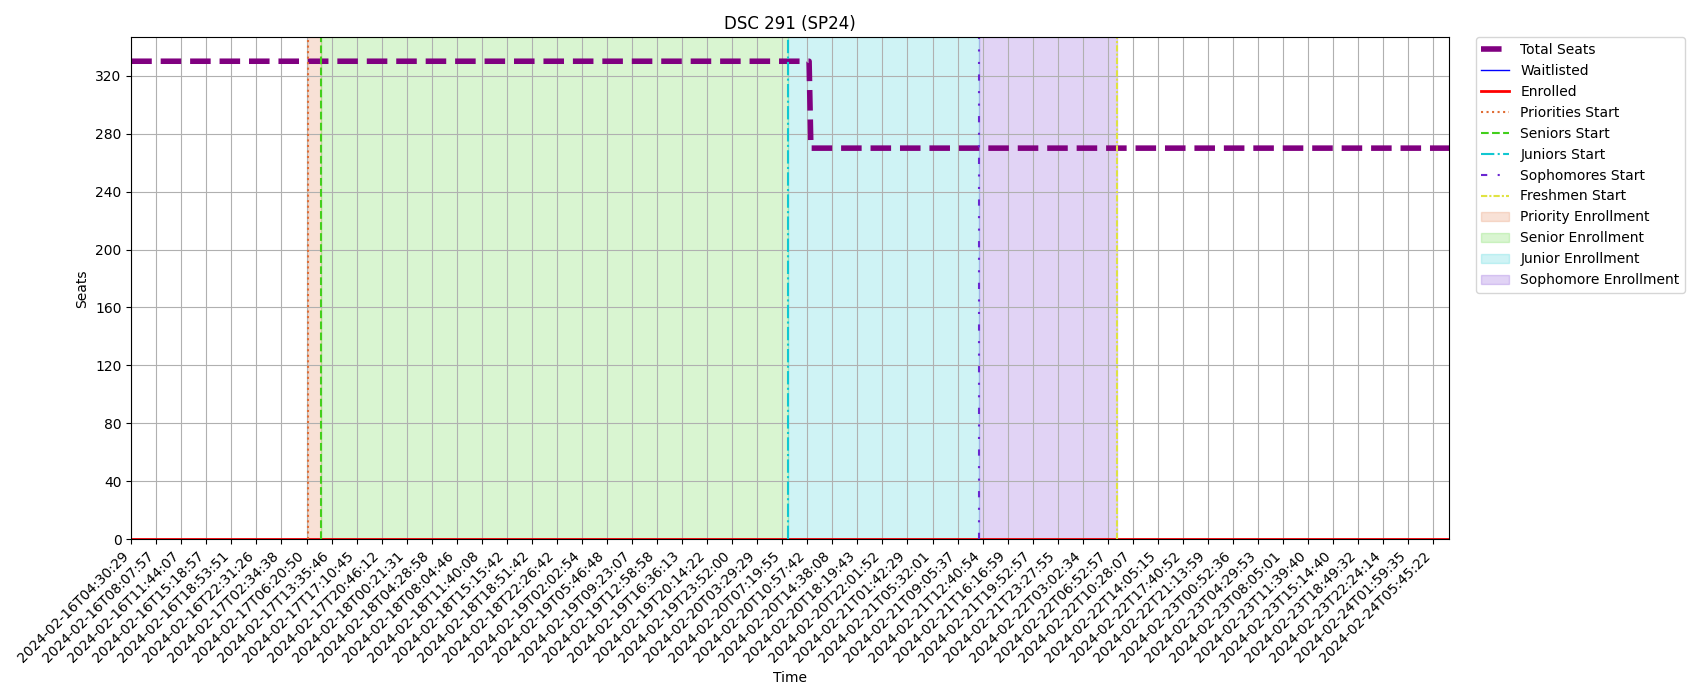 DSC 291 (SP24)
Seats
320
280
240
200
160
120
80
40
0
2024-02-16T04:30:29
2024-02-16T08:07:57
2024-02-16T11:44:07
2024-02-16T15:18:57
2024-02-16T18:53:51
2024-02-16T22:31:26
2024-02-17T02:34:38
2024-02-17T06:20:50
2024-02-17T13:35:46
2024-02-17T17:10:45
2024-02-17T20:46:12
2024-02-18T00:21:31
2024-02-18T04:28:58
2024-02-18T08:04:46
2024-02-18T11:40:08
2024-02-18T15:15:42
2024-02-18T18:51:42
2024-02-18T22:26:42
2024-02-19T02:02:54
2024-02-19T05:46:48
2024-02-19T09:23:07
2024-02-19T12:58:58
2024-02-19T16:36:13
2024-02-19T20:14:22
2024-02-19T23:52:00
2024-02-20T03:29:29
2024-02-20T07:19:55
2024-02-20T10:57:42
2024-02-20T14:38:08
2024-02-20T18:19:43
2024-02-20T22:01:52
2024-02-21T01:42:29
2024-02-21T05:32:01
2024-02-21T09:05:37
2024-02-21T12:40:54
2024-02-21T16:16:59
2024-02-21T19:52:57
2024-02-21T23:27:55
2024-02-22T03:02:34
2024-02-22T06:52:57
2024-02-22T10:28:07
2024-02-22T14:05:15
2024-02-22T17:40:52
2024-02-22T21:13:59
2024-02-23T00:52:36
2024-02-23T04:29:53
2024-02-23T08:05:01
2024-02-23T11:39:40
2024-02-23T15:14:40
2024-02-23T18:49:32
2024-02-23T22:24:14
2024-02-24T01:59:35
2024-02-24T05:45:22
Time
Total Seats
Waitlisted
Enrolled
Priorities Start
Seniors Start
Juniors Start
Sophomores Start
Freshmen Start
Priority Enrollment
Senior Enrollment
Junior Enrollment
Sophomore Enrollment